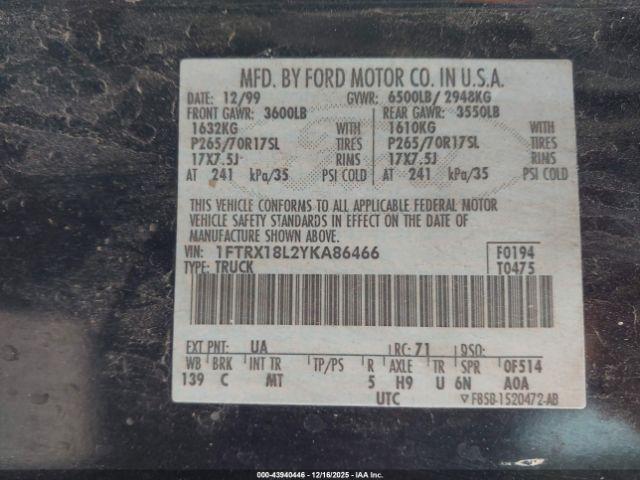 MFD. BY FORD MOTOR CO. IN U.S.A.
DATE: 12/99 GVWR: 6500LB/ 2948KG
FRONT GAWR: 3600LB REAR GAWR: 3550LB
1632KG WITH 1610KG WITH
P265/70R17SL TIRES P265/70R17SL TIRES
17X7.5J RIMS 17X7.5J RIMS
AT 241 kPa/35 PSI COLD AT 241 kPa/35 PSI COLD
THIS VEHICLE CONFORMS TO ALL APPLICABLE FEDERAL MOTOR
VEHICLE SAFETY STANDARDS IN EFFECT ON THE DATE OF
MANUFACTURE SHOWN ABOVE.
VIN: 1FTRX18L2YKA86466 F0194
TYPE: TRUCK T0475
EXT PNT: UA RC: 71 DSO:
WB BRK INT TR TP/PS R AXLE TR SPR 0F514
139 C MT 5 H9 U 6N A0A
UTC ▽F85B-1520472-AB
000-43940446 - 12/16/2025 - IAA Inc.